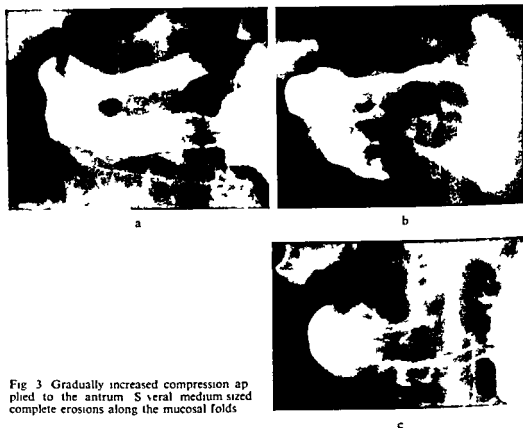 a
b
c
Fig 3 Gradually increased compression ap
plied to the antrum S veral medium sized
complete erosions along the mucosal folds